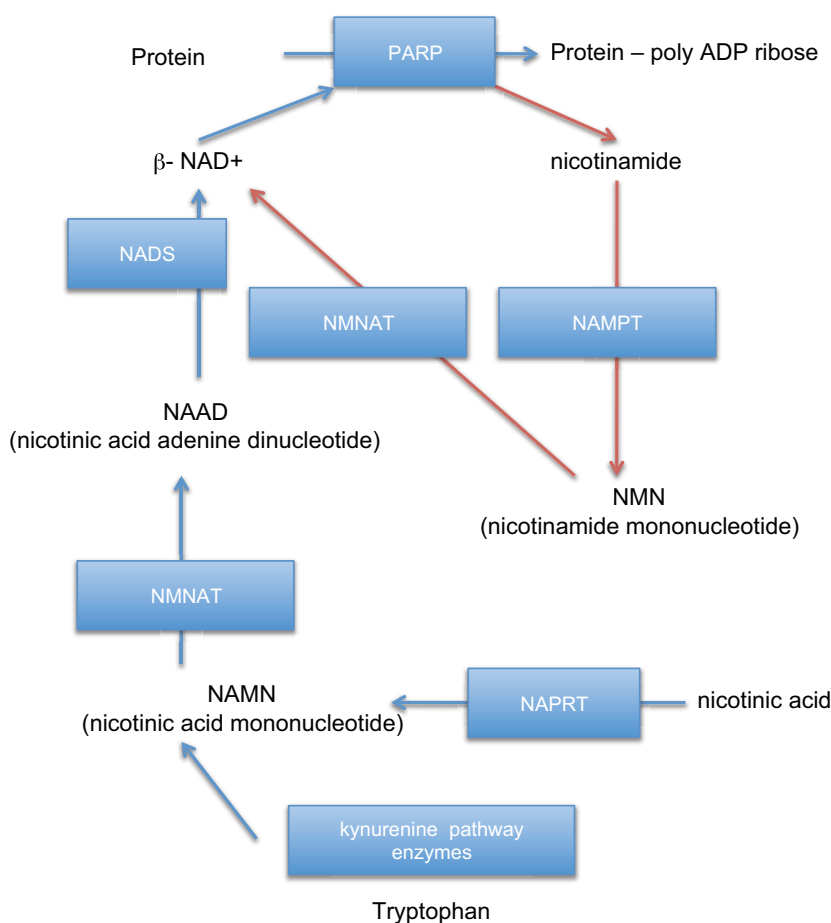 Protein
PARP
Protein – poly ADP ribose
β- NAD+
nicotinamide
NADS
NMNAT
NAMPT
NAAD
(nicotinic acid adenine dinucleotide)
NMN
(nicotinamide mononucleotide)
NMNAT
NAMN
(nicotinic acid mononucleotide)
NAPRT
nicotinic acid
kynurenine pathway
enzymes
Tryptophan